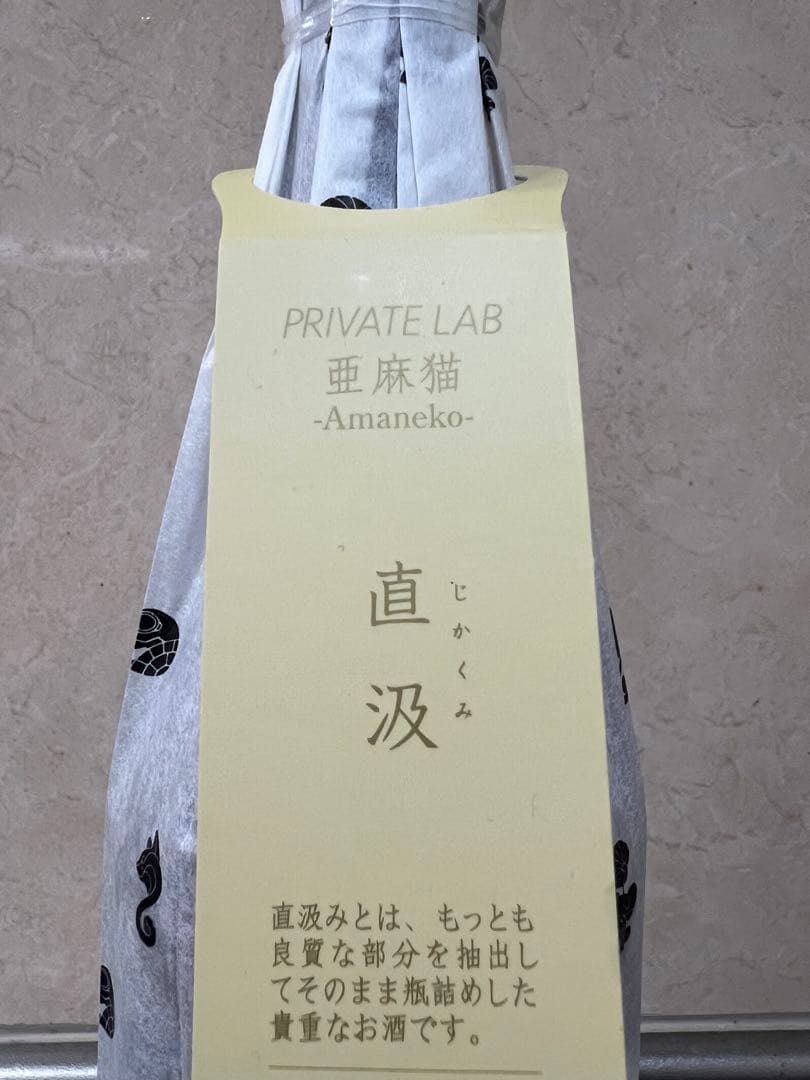 PRIVATE LAB
亜麻猫
-Amaneko-
直汲
じかくみ
直汲みとは、もっとも
良質な部分を抽出し
てそのまま瓶詰めした
貴重なお酒です。